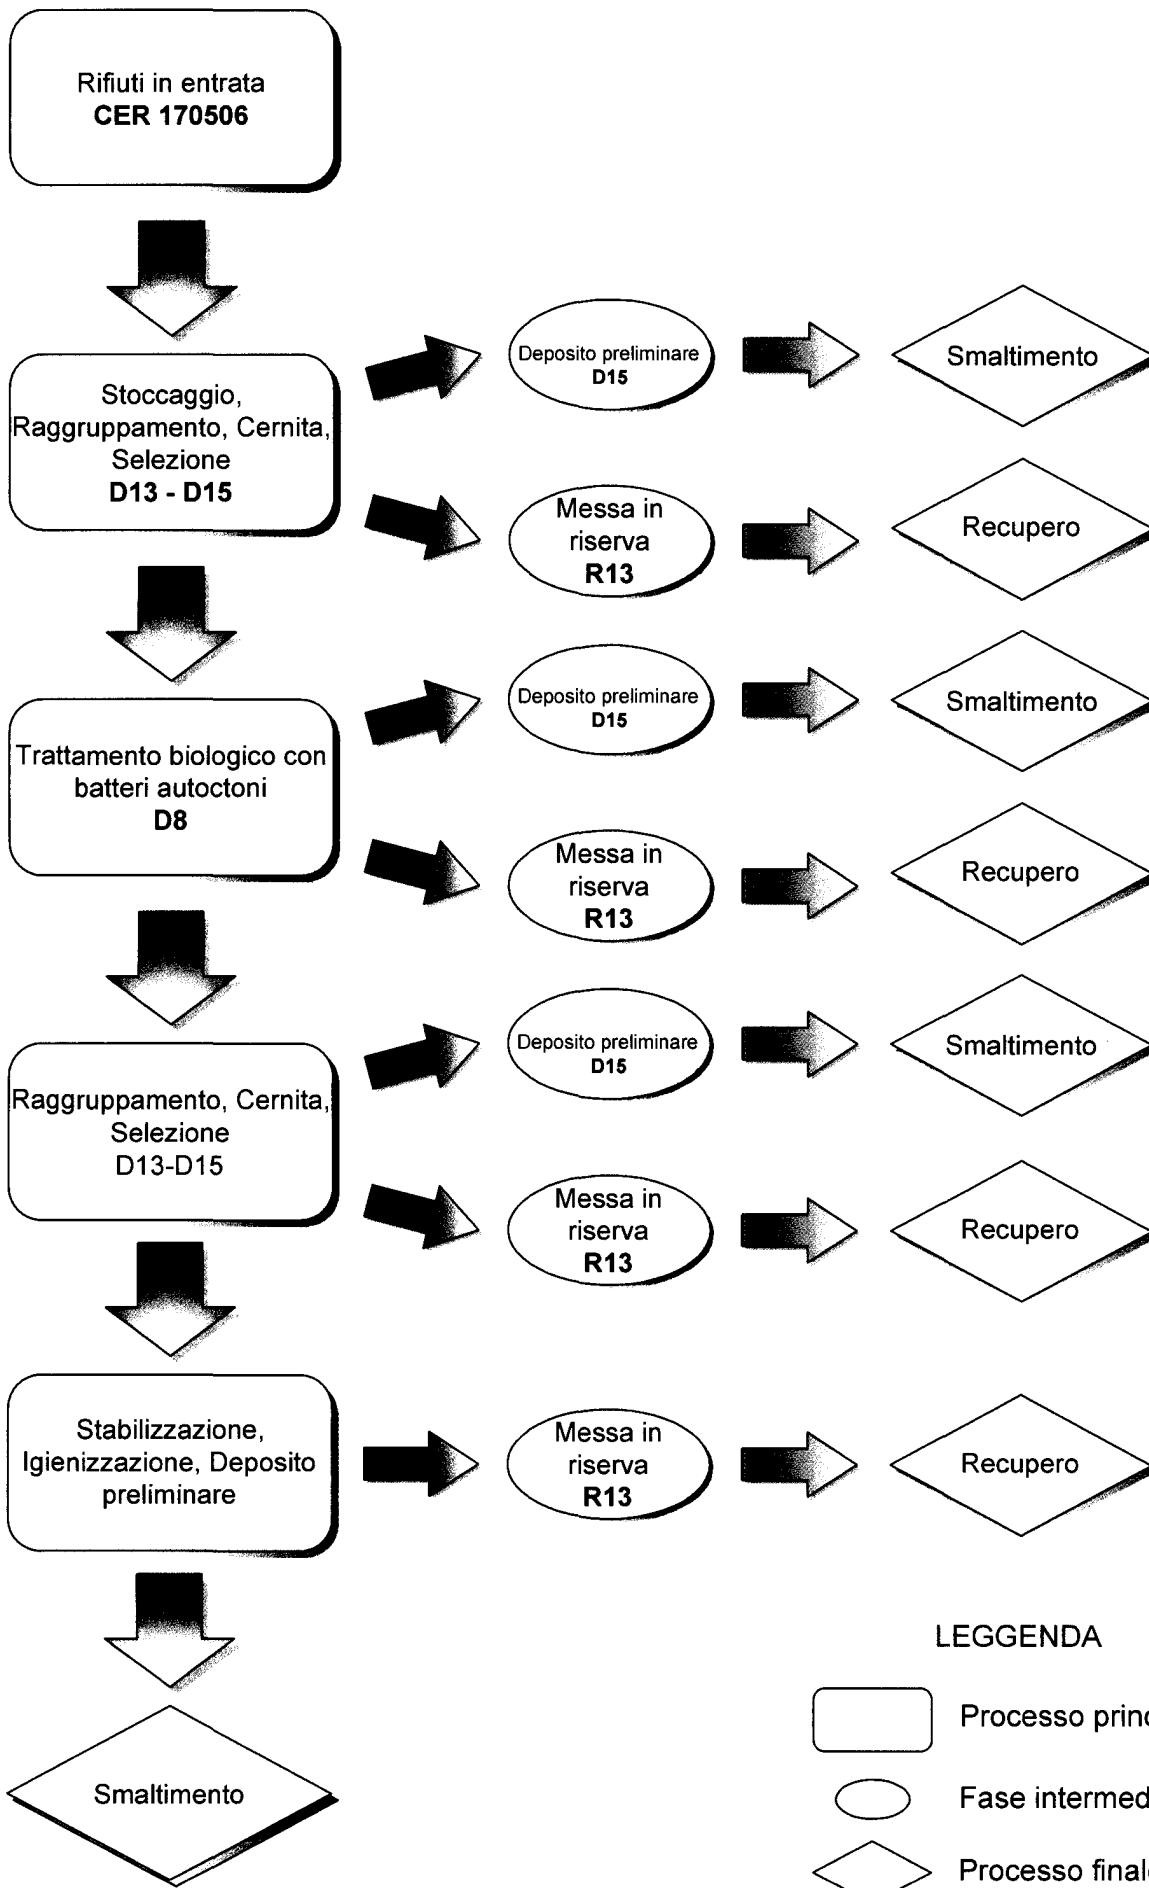 Rifiuti in entrata
CER 170506
Stoccaggio,
Raggruppamento, Cernita,
Selezione
D13 - D15
Deposito preliminare
D15
Smaltimento
Messa in
riserva
R13
Recupero
Trattamento biologico con
batteri autoctoni
D8
Deposito preliminare
D15
Smaltimento
Messa in
riserva
R13
Recupero
Raggruppamento, Cernita,
Selezione
D13-D15
Deposito preliminare
D15
Smaltimento
Messa in
riserva
R13
Recupero
Stabilizzazione,
Igienizzazione, Deposito
preliminare
Messa in
riserva
R13
Recupero
Smaltimento
LEGGENDA
Processo
Fase
Processo